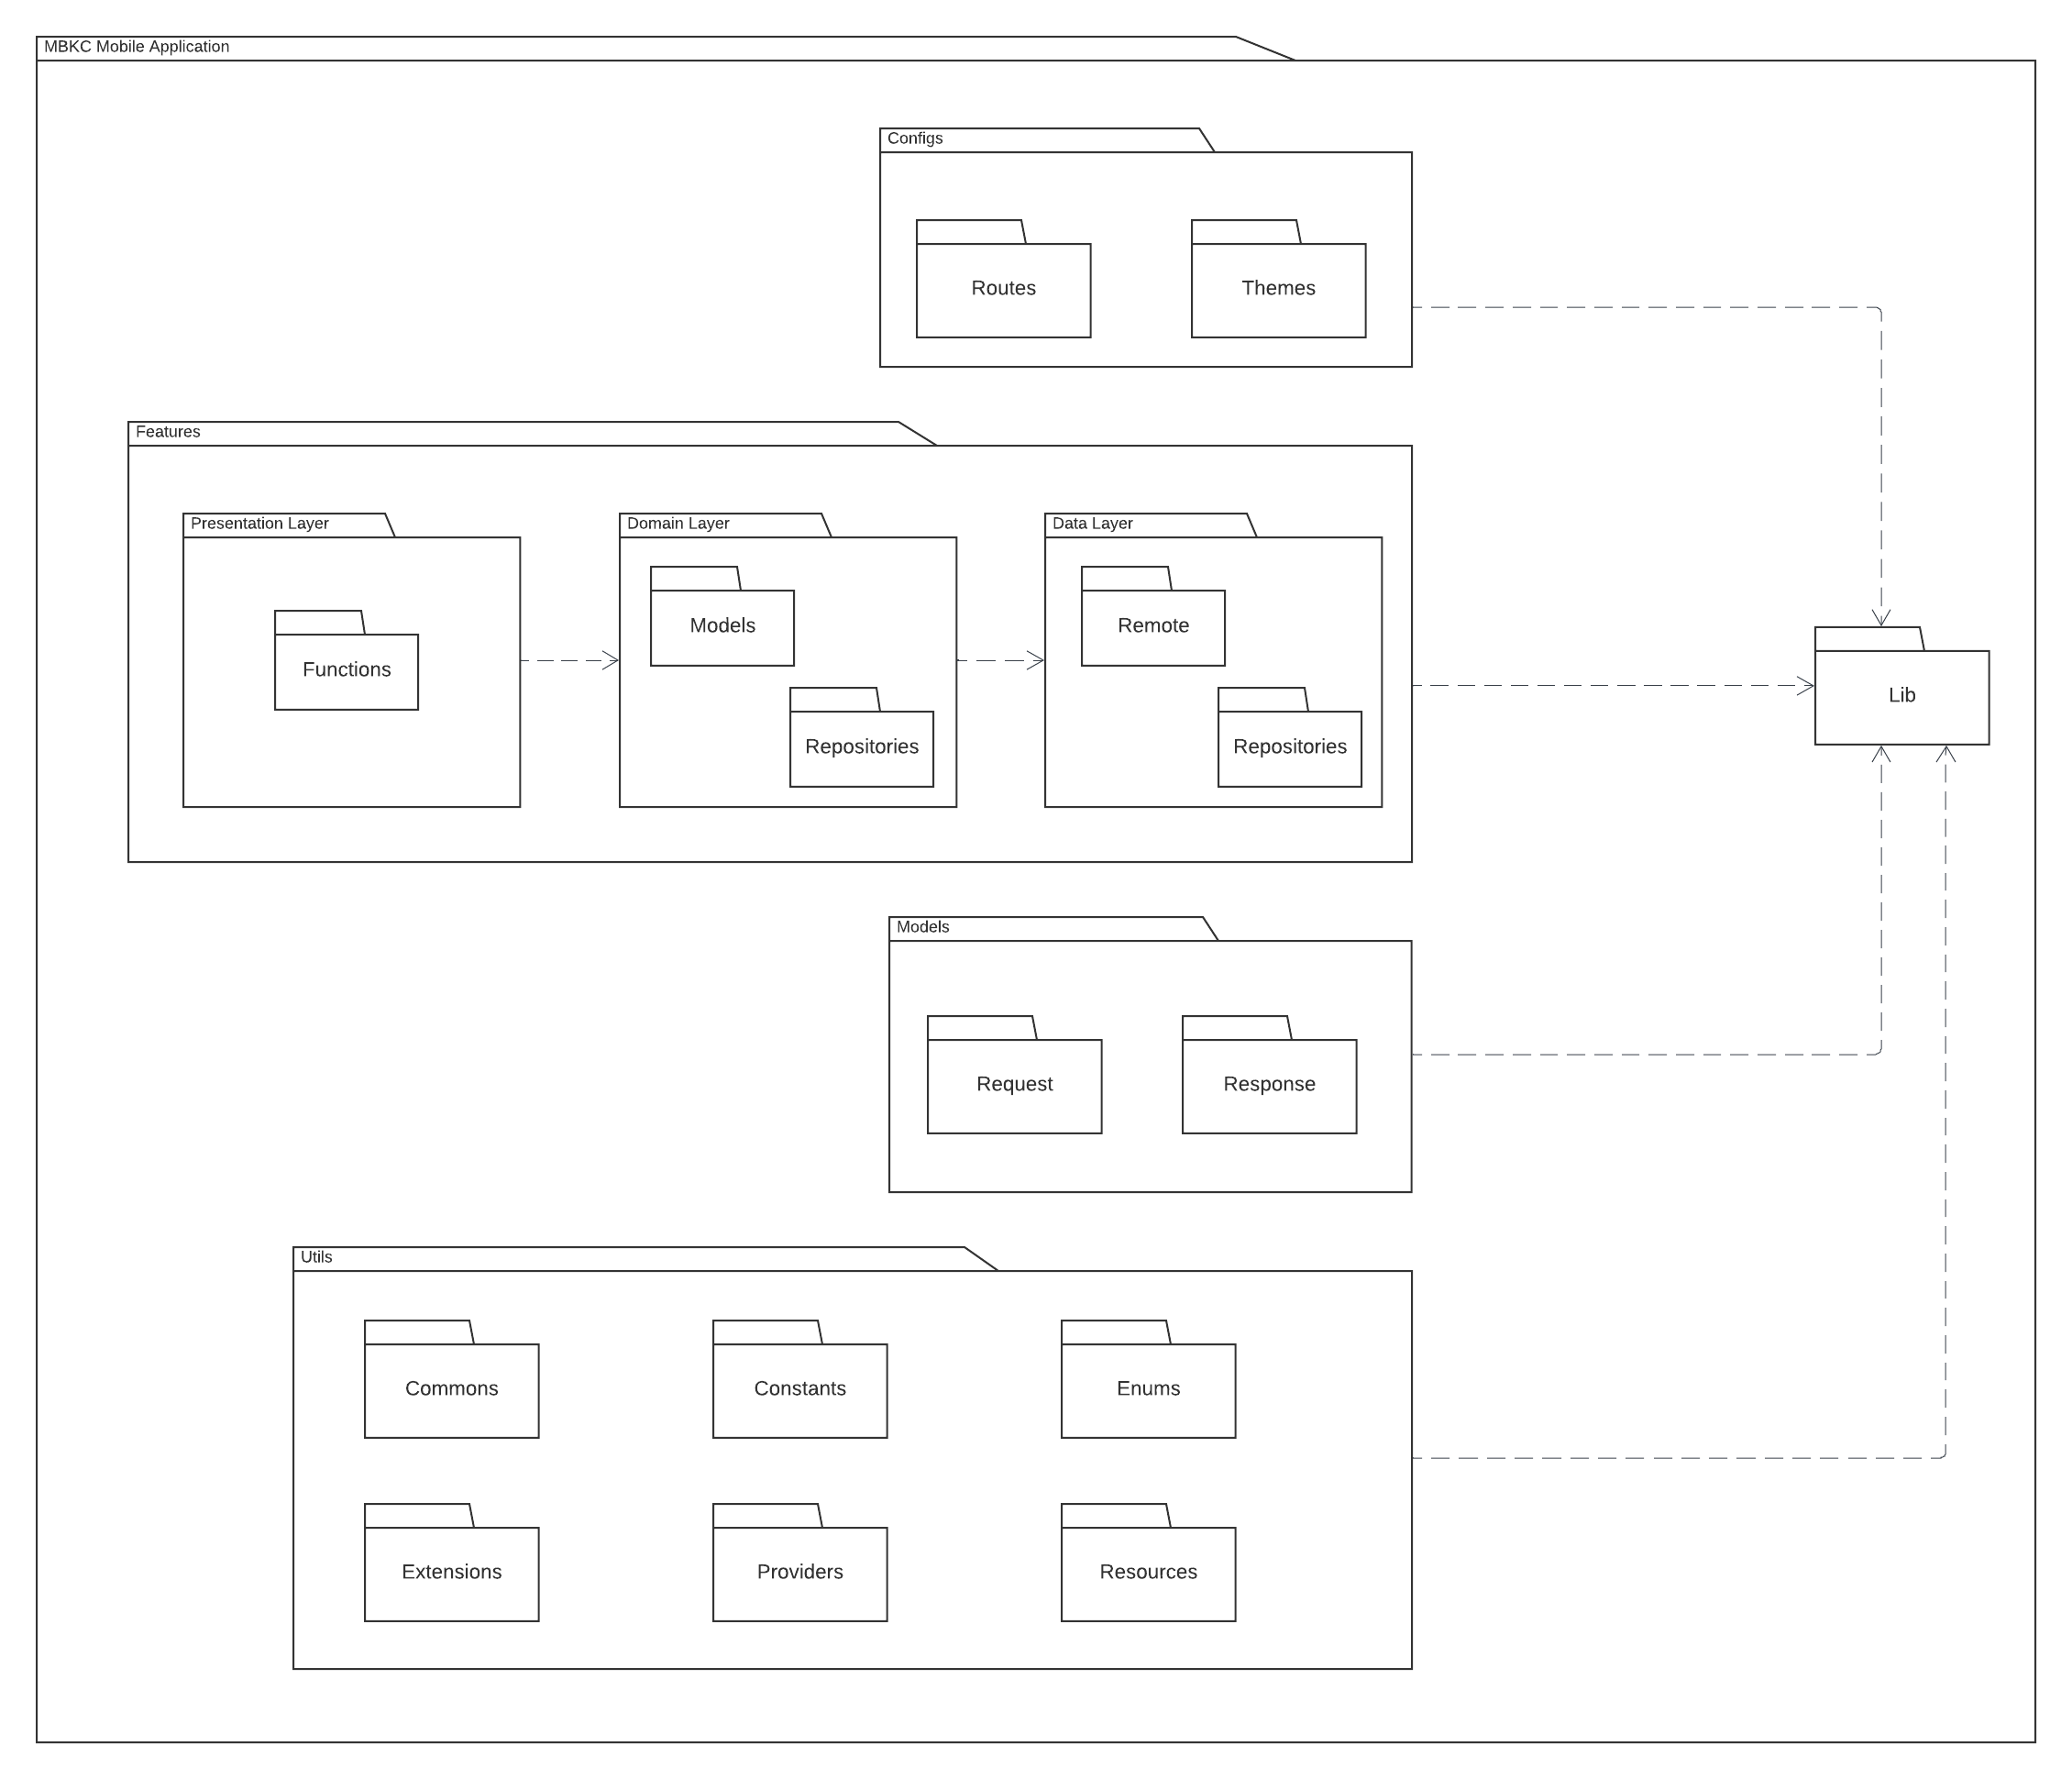 MBKC Mobile Application
Configs
Routes
Themes
Features
Presentation Layer
Functions
Domain Layer
Models
Repositories
Data Layer
Remote
Repositories
Lib
Models
Request
Response
Utils
Commons
Constants
Enums
Extensions
Providers
Resources